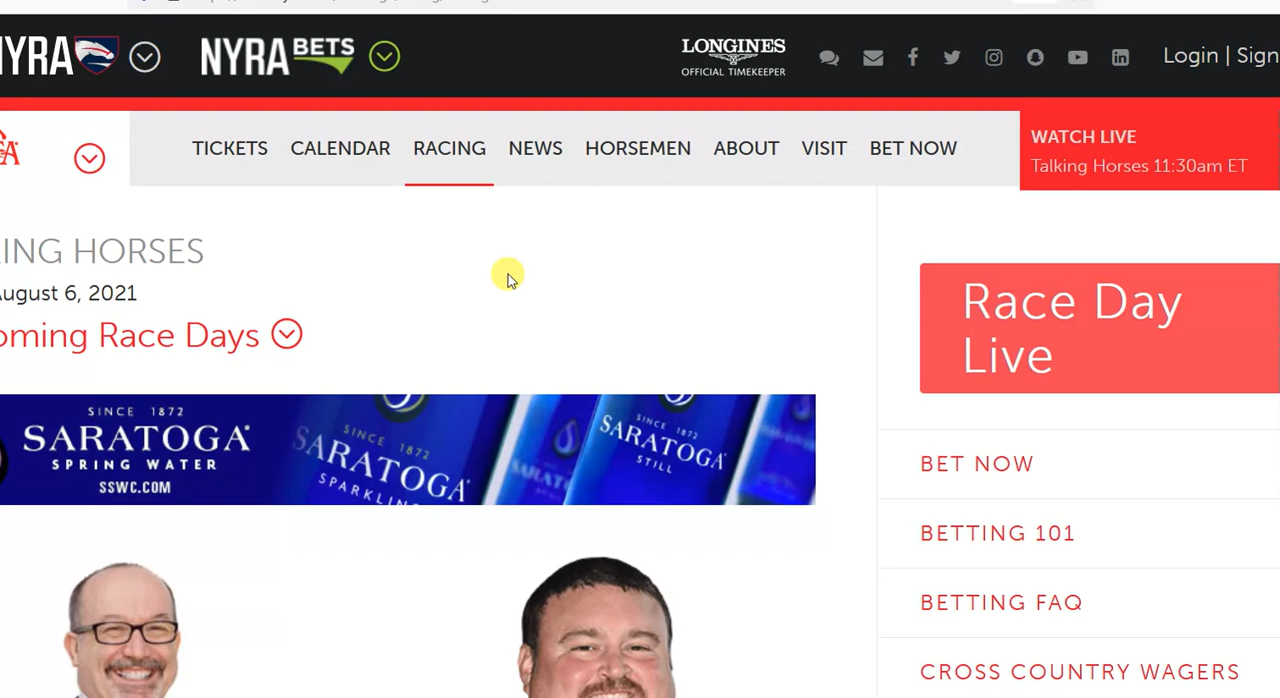 NYRA
NYRA BETS
LONGINES
OFFICIAL TIMEKEEPER
Login | Sign
TICKETS CALENDAR RACING NEWS HORSEMEN ABOUT VISIT BET NOW
WATCH LIVE
Talking Horses 11:30am ET
ING HORSES
August 6, 2021
oming Race Days
Race Day
Live
SINCE 1872
SARATOGA
SPRING WATER
SSWC.COM
SINCE 1872
SARATOGA
SPARKLIN
SARATOGA
SINCE 1872
SARATOGA
STILL
BET NOW
BETTING 101
BETTING FAQ
CROSS COUNTRY WAGERS